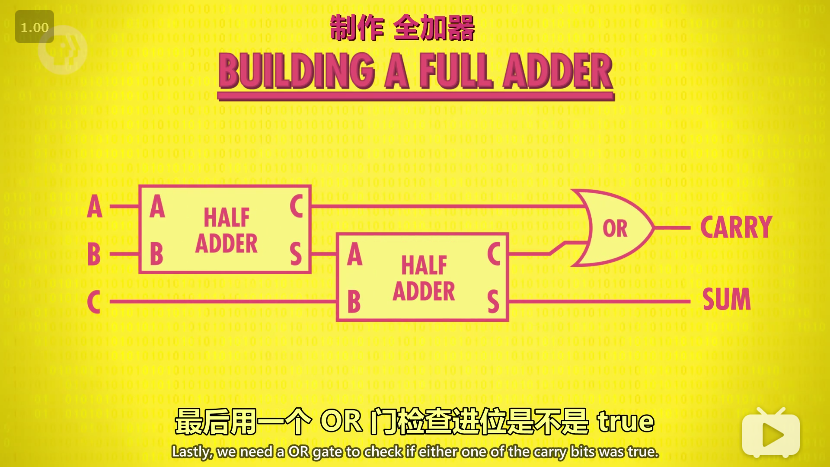 1.00
制作 全加器
BUILDING A FULL ADDER
A A HALF ADDER C
B B S
C
A HALF ADDER C
B S
OR
CARRY
SUM
最后用一个 OR 门检查进位是不是 true
Lastly, we need a OR gate to check if either one of the carry bits was true.